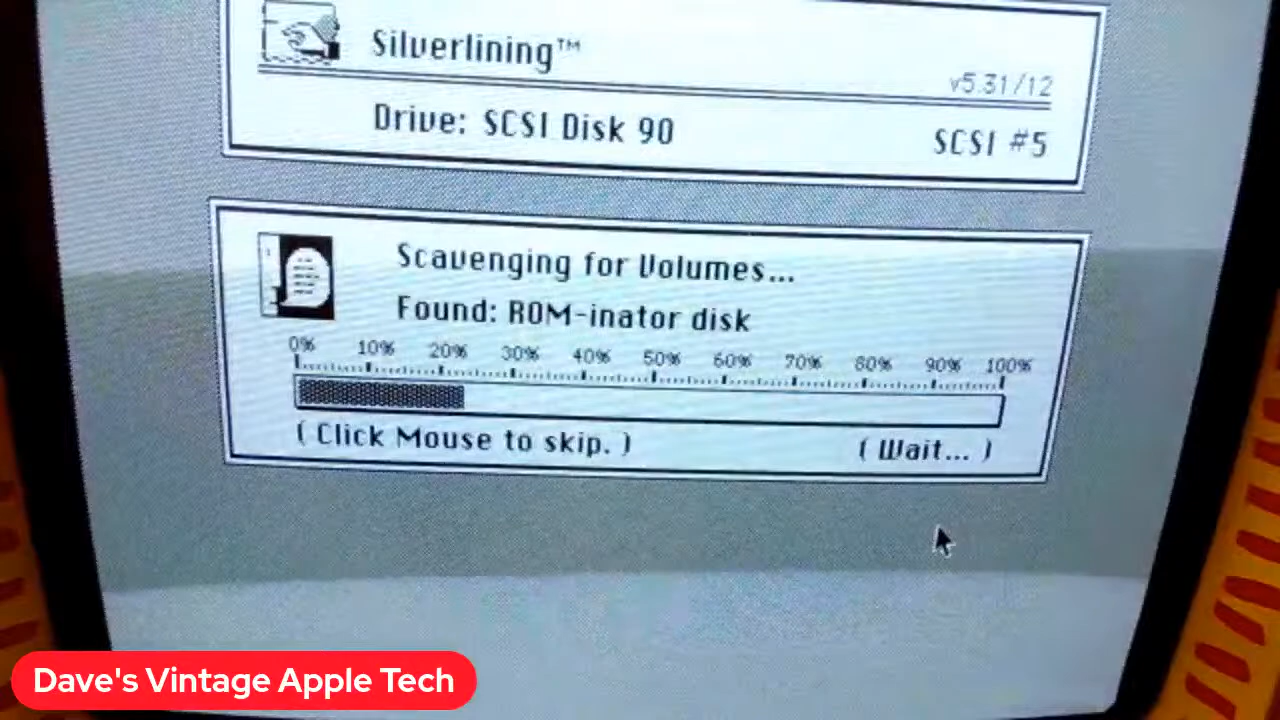 Silverlining™
v5.31/12
Drive: SCSI Disk 90
SCSI #5
Scavenging for Volumes...
Found: ROM-inator disk
0% 10% 20% 30% 40% 50% 60% 70% 80% 90% 100%
( Click Mouse to skip. )
( Wait... )
Dave's Vintage Apple Tech